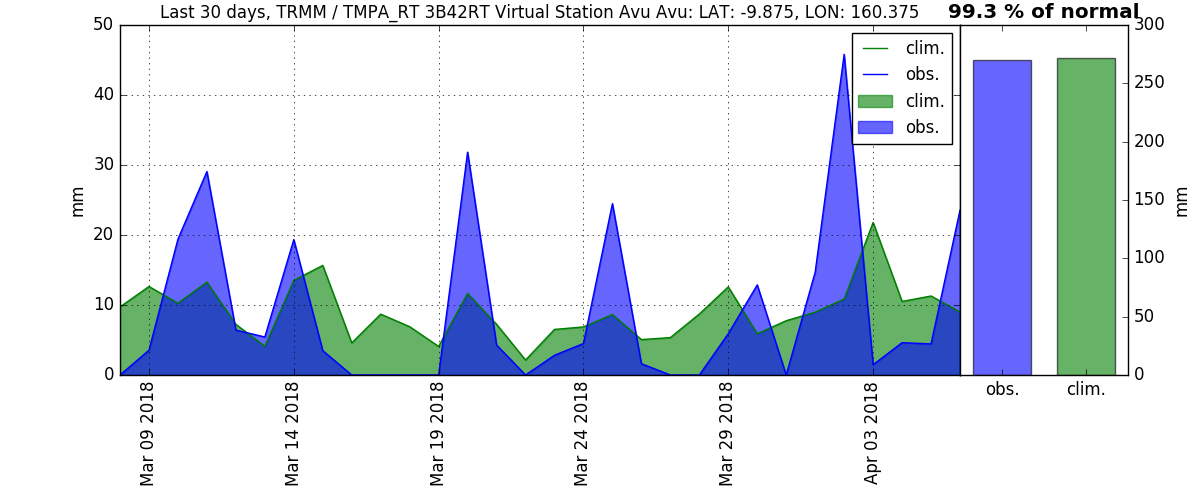 Last 30 days, TRMM / TMPA_RT 3B42RT Virtual Station Avu Avu: LAT: -9.875, LON: 160.375
99.3 % of normal
50
40
30
20
10
0
mm
clim.
obs.
clim.
obs.
Mar 09 2018
Mar 14 2018
Mar 19 2018
Mar 24 2018
Mar 29 2018
Apr 03 2018
300
250
200
150
100
50
0
mm
obs.
clim.